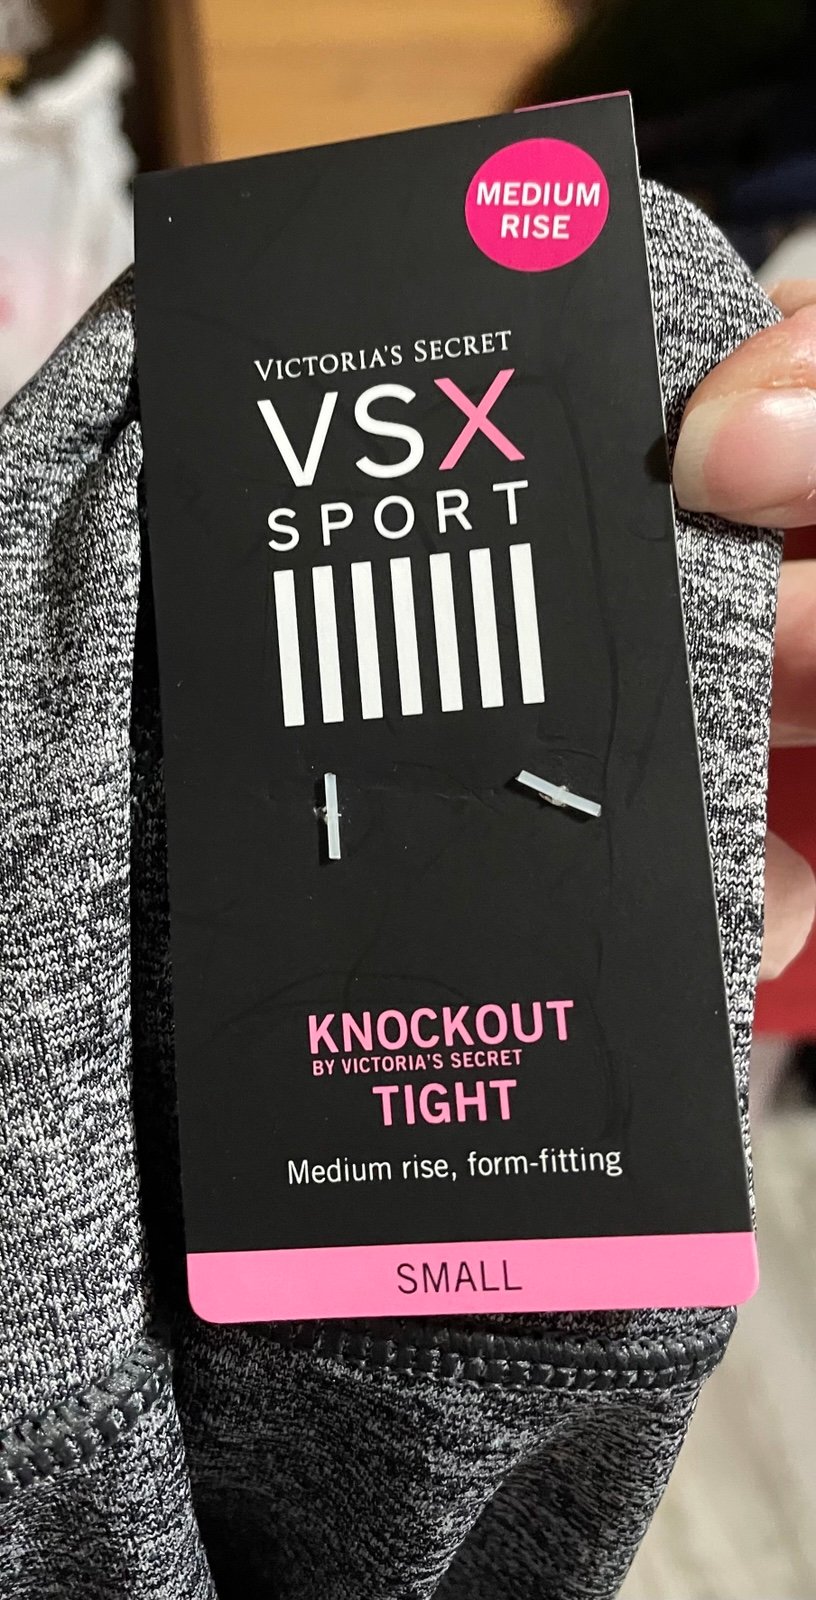 MEDIUM
RISE
VICTORIA'S SECRET
VSX
SPORT
KNOCKOUT
BY VICTORIA'S SECRET
TIGHT
Medium rise, form-fitting
SMALL